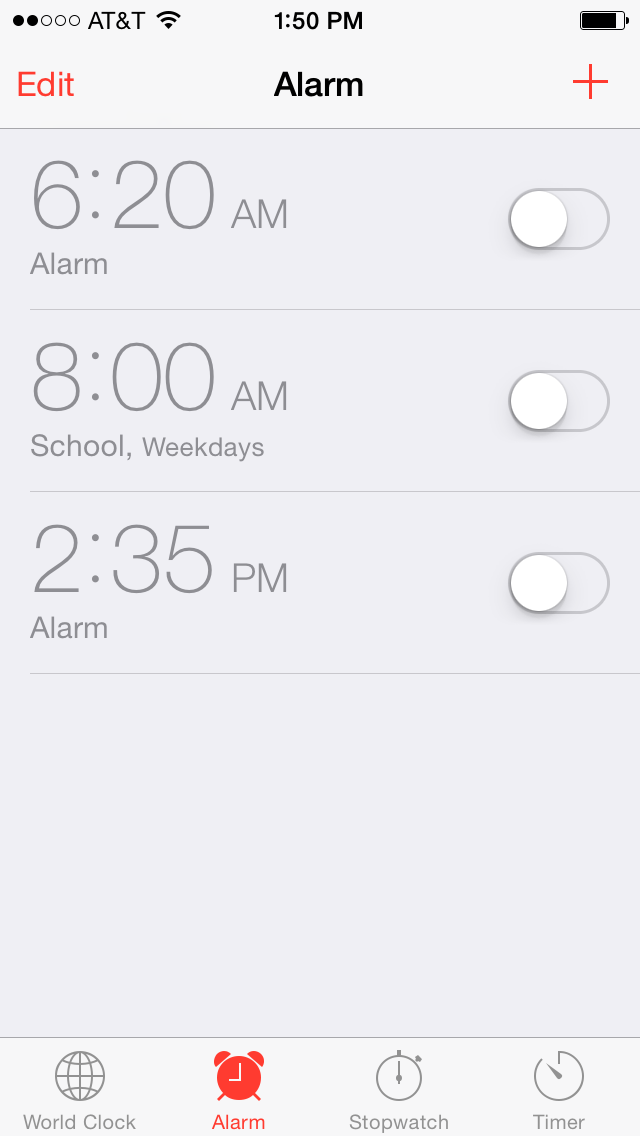 AT&T 1:50 PM
Edit Alarm +
6:20 AM
Alarm
8:00 AM
School, Weekdays
2:35 PM
Alarm
World Clock Alarm Stopwatch Timer